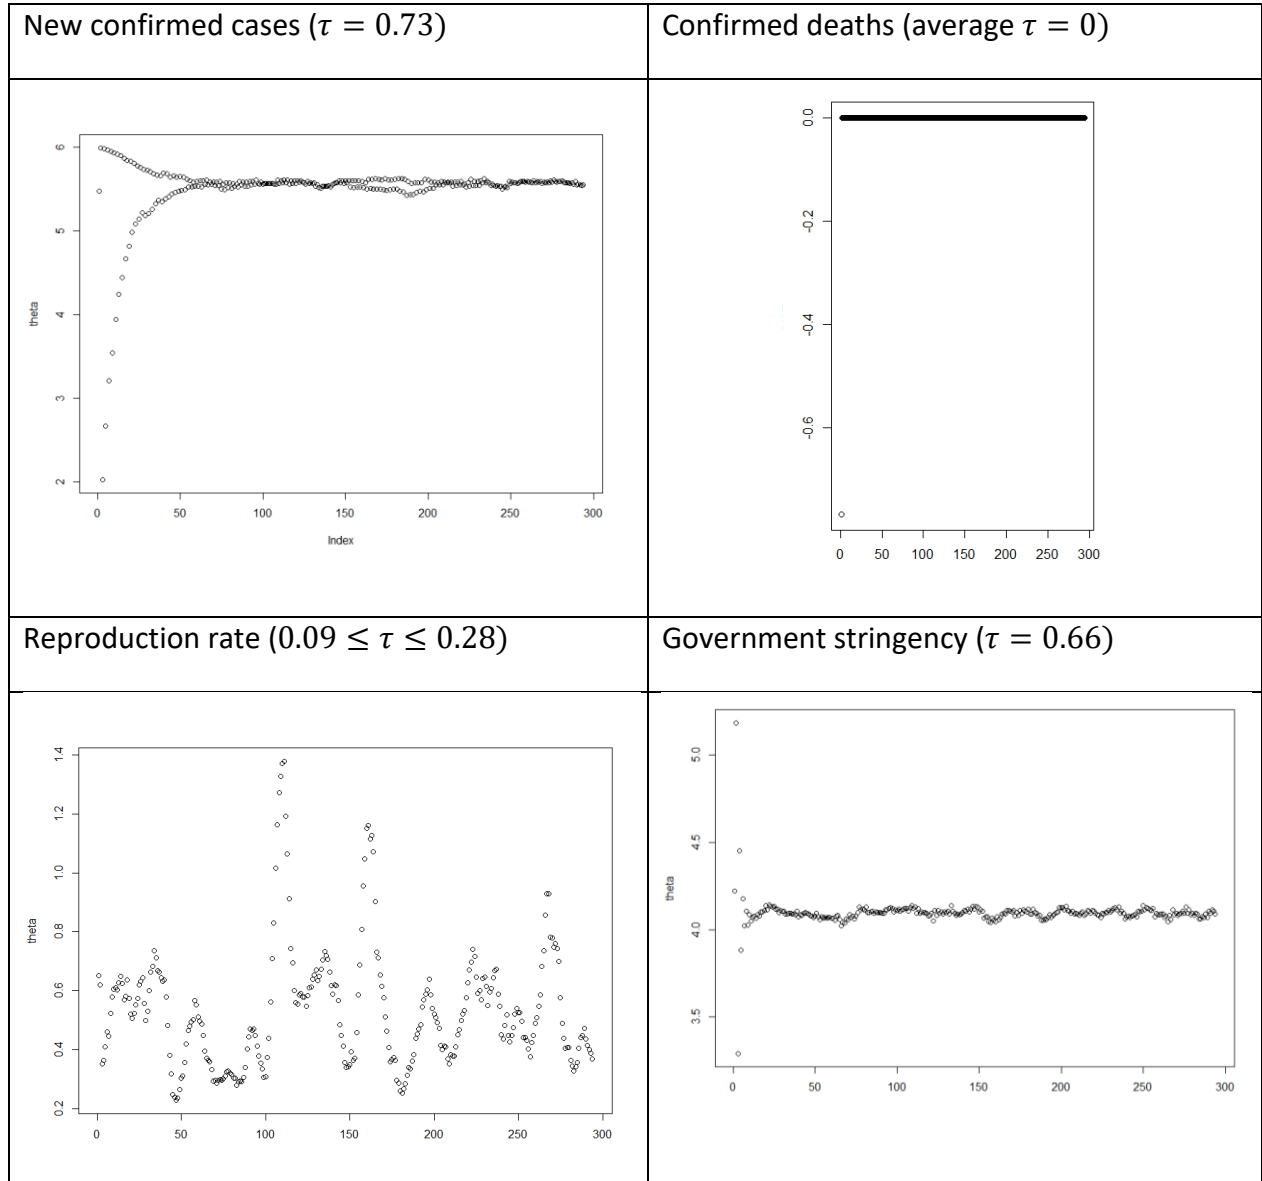 New confirmed cases (τ = 0.73)
Confirmed deaths (average τ = 0)
theta
6
5
4
3
2
0 50 100 150 200 250 300
Index
0.0
-0.2
-0.4
-0.6
0 50 100 150 200 250 300
Reproduction rate (0.09 ≤ τ ≤ 0.28)
Government stringency (τ = 0.66)
theta
1.4
1.2
1.0
0.8
0.6
0.4
0.2
0 50 100 150 200 250 300
theta
5.0
4.5
4.0
3.5
0 50 100 150 200 250 300